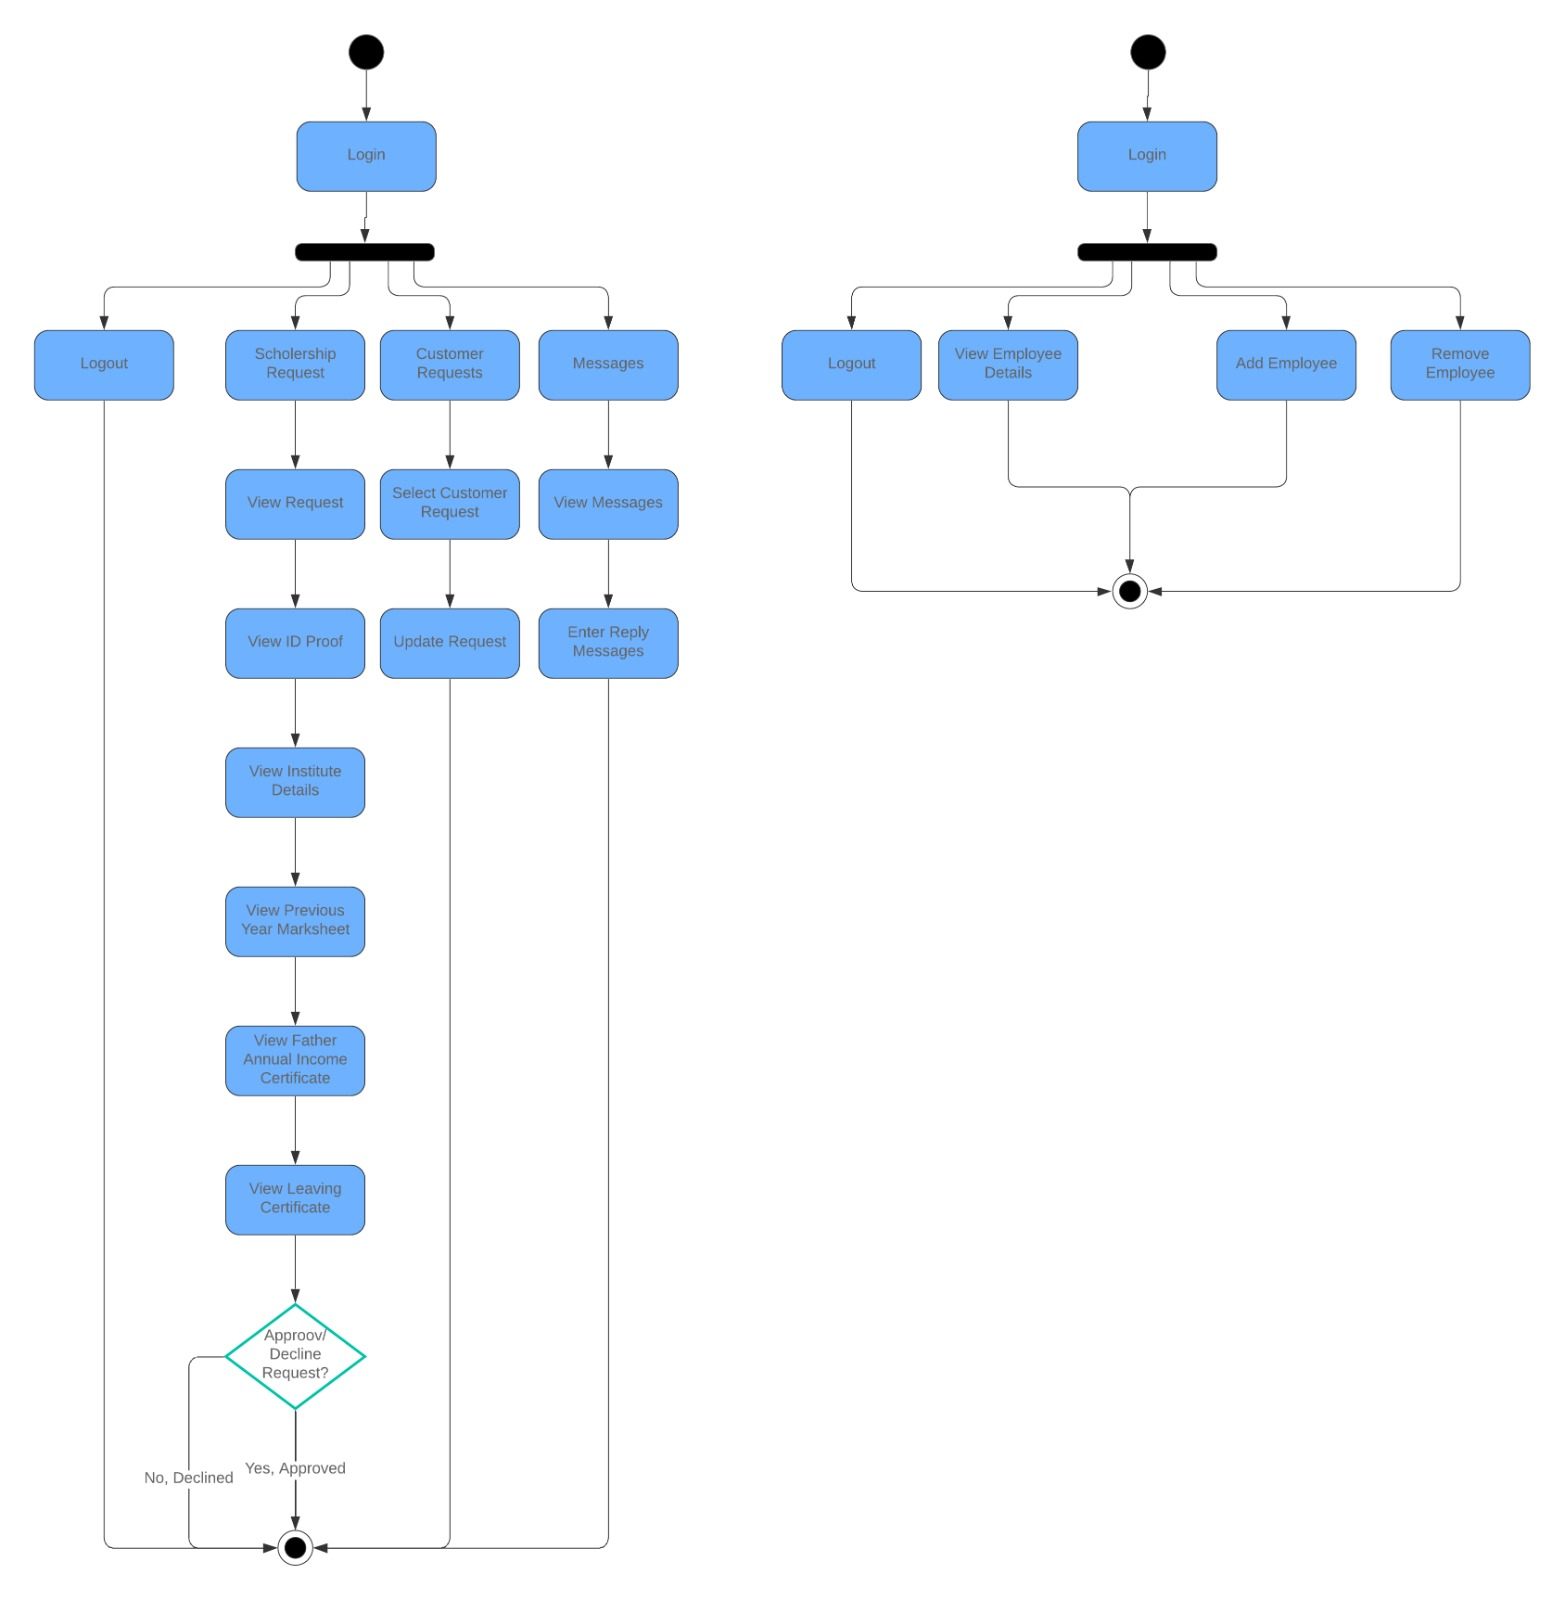 Login
Logout
Scholership
Request
Customer
Requests
Messages
View Request
Select Customer
Request
View Messages
View ID Proof
Update Request
Enter Reply
Messages
View Institute
Details
View Previous
Year Marksheet
View Father
Annual Income
Certificate
View Leaving
Certificate
Approov/
Decline
Request?
No, Declined
Yes, Approved
Login
Logout
View Employee
Details
Add Employee
Remove
Employee